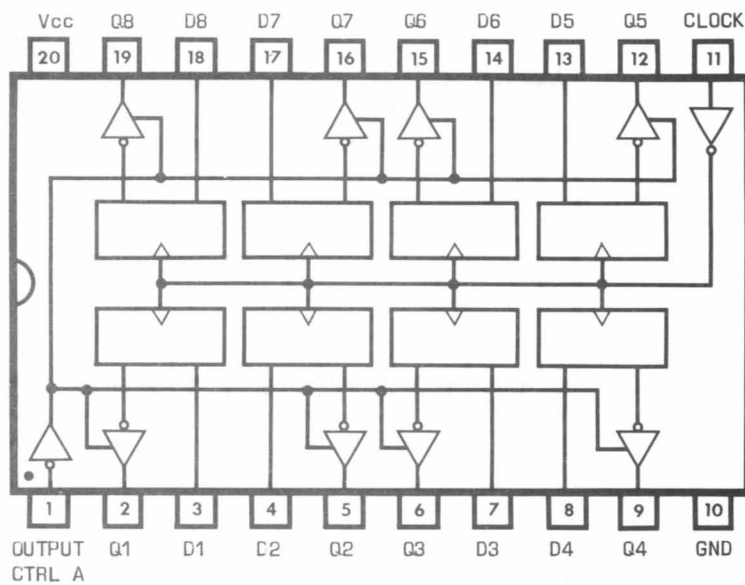 Vcc Q8 D8 D7 Q7 Q6 D6 D5 Q5 CLOCK
20 19 18 17 16 15 14 13 12 11
1 2 3 4 5 6 7 8 9 10
OUTPUT Q1 D1 D2 Q2 Q3 D3 D4 Q4 GND
CTRL A